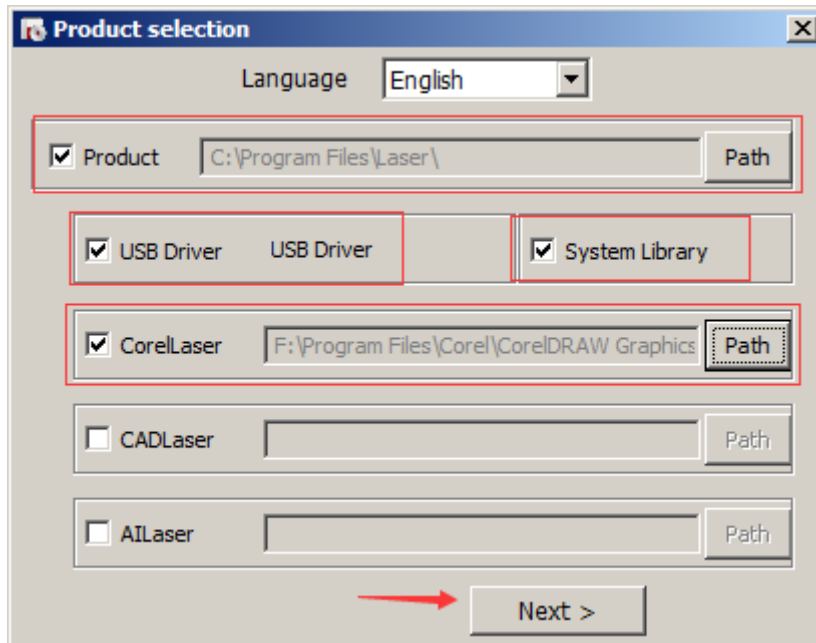 Product selection
Language English
Product C:\Program Files\Laser\ Path
USB Driver USB Driver System Library
CorelLaser F:\Program Files\Corel\CorelDRAW Graphics Path
CADLaser Path
AILaser Path
Next >